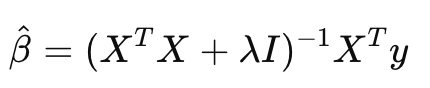 β̂ = (XᵀX + λI)⁻¹Xᵀy